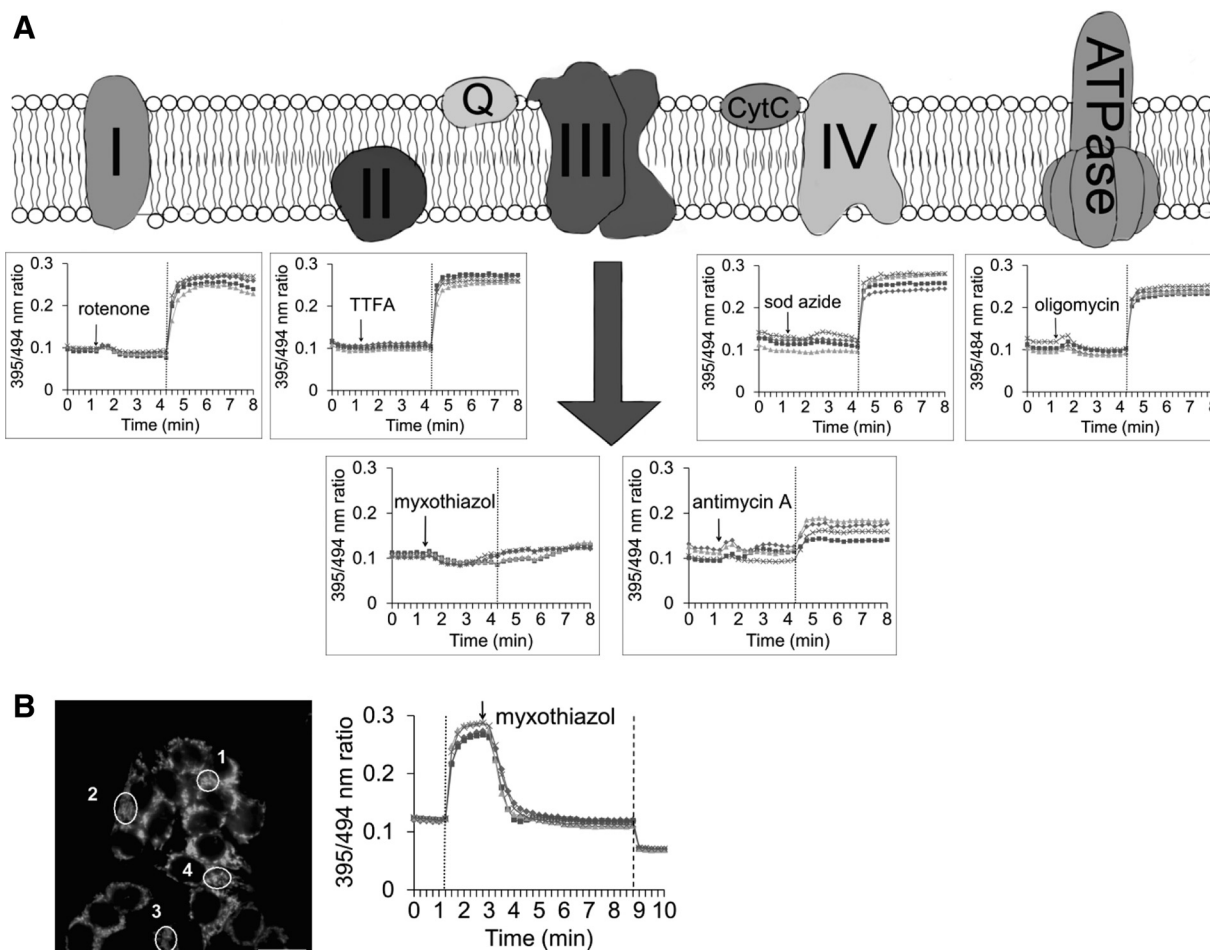 A
I
II
Q
III
CytC
IV
ATPase
395/494 nm ratio
0.3
0.2
0.1
0
rotenone
0 1 2 3 4 5 6 7 8
Time (min)
395/494 nm ratio
0.3
0.2
0.1
0
TTFA
0 1 2 3 4 5 6 7 8
Time (min)
395/494 nm ratio
0.3
0.2
0.1
0
sod azide
0 1 2 3 4 5 6 7 8
Time (min)
395/484 nm ratio
0.3
0.2
0.1
0
oligomycin
0 1 2 3 4 5 6 7 8
Time (min)
395/494 nm ratio
0.3
0.2
0.1
0
myxothiazol
0 1 2 3 4 5 6 7 8
Time (min)
395/494 nm ratio
0.3
0.2
0.1
0
antimycin A
0 1 2 3 4 5 6 7 8
Time (min)
B
1
2
4
3
395/494 nm ratio
0.3
0.2
0.1
0
myxothiazol
0 1 2 3 4 5 6 7 8 9 10
Time (min)